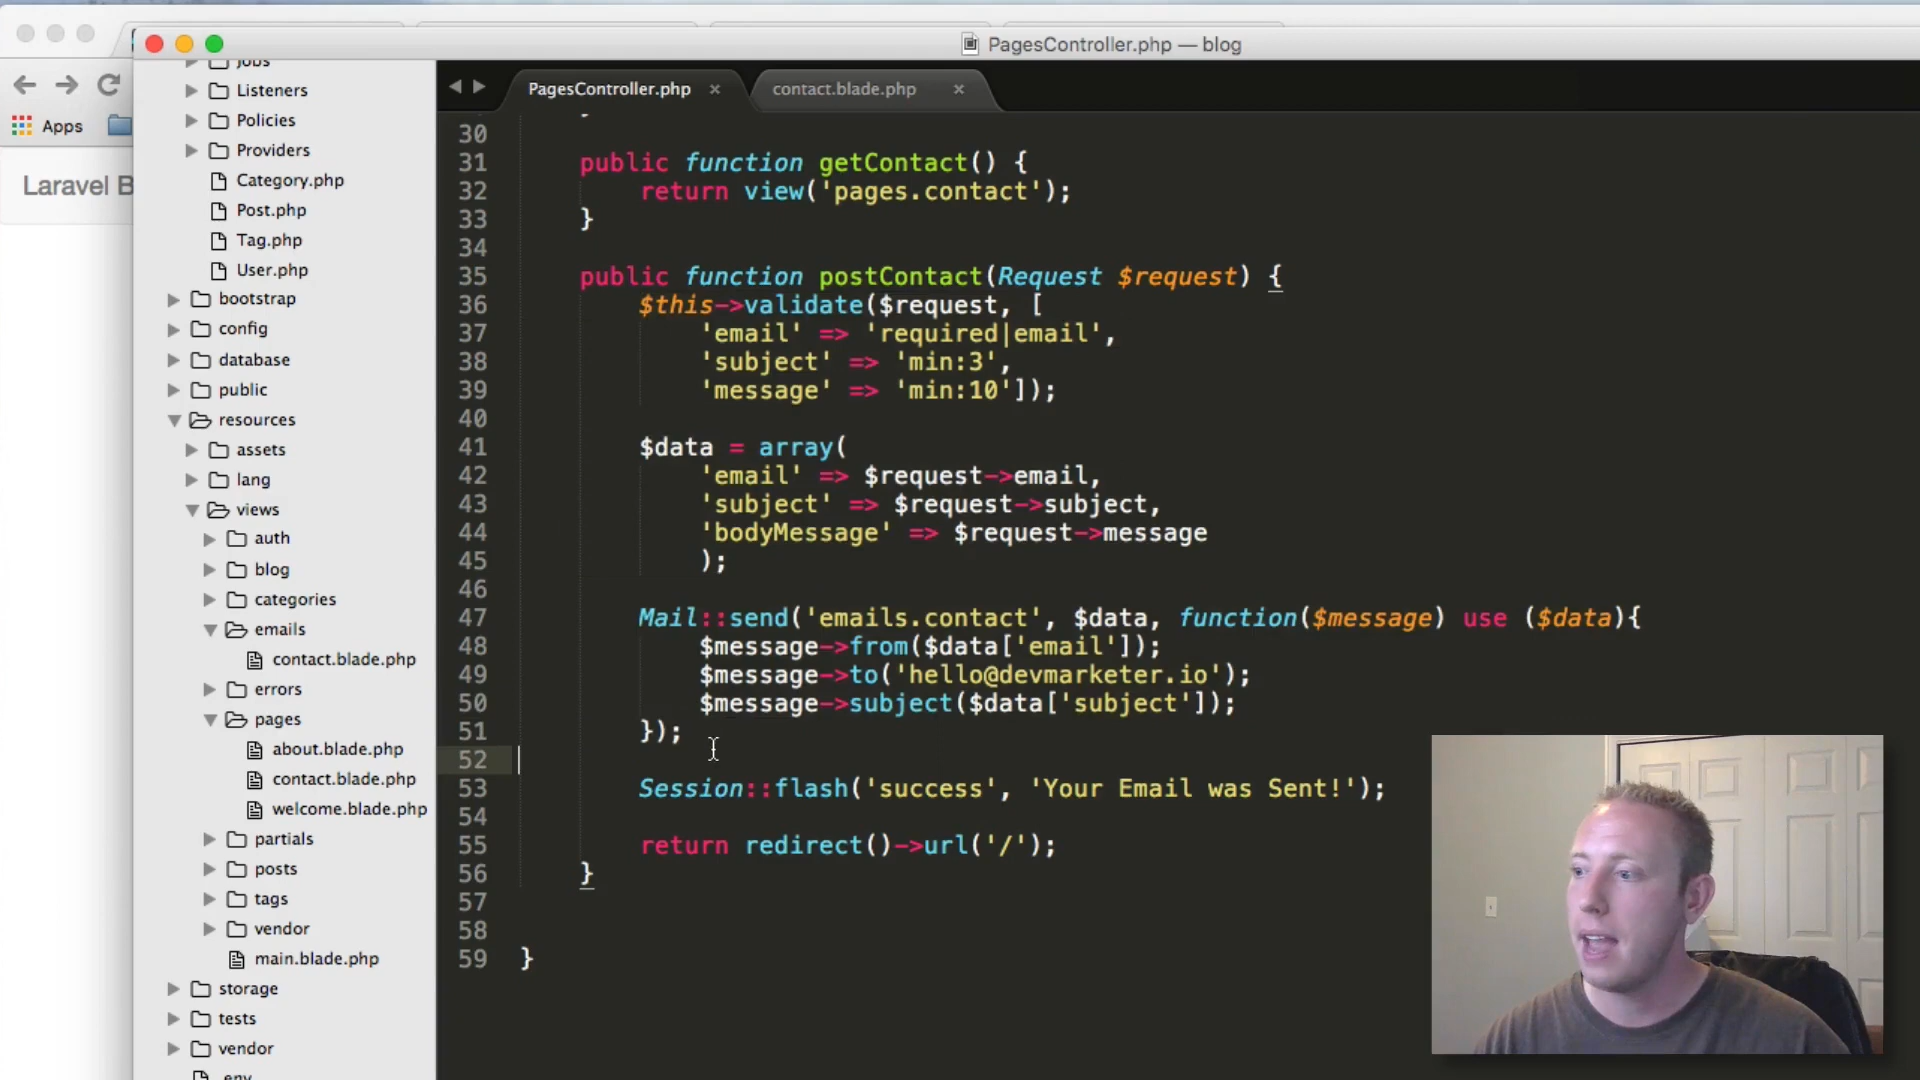 PagesController.php — blog
Apps
Laravel B
Jobs
Listeners
Policies
Providers
Category.php
Post.php
Tag.php
User.php
bootstrap
config
database
public
resources
assets
lang
views
auth
blog
categories
emails
contact.blade.php
errors
pages
about.blade.php
contact.blade.php
welcome.blade.php
partials
posts
tags
vendor
main.blade.php
storage
tests
vendor
.env
PagesController.php × contact.blade.php ×
30
31 public function getContact() {
32 return view('pages.contact');
33 }
34
35 public function postContact(Request $request) {
36 $this->validate($request, [
37 'email' => 'required|email',
38 'subject' => 'min:3',
39 'message' => 'min:10']);
40
41 $data = array(
42 'email' => $request->email,
43 'subject' => $request->subject,
44 'bodyMessage' => $request->message
45 );
46
47 Mail::send('emails.contact', $data, function($message) use ($data){
48 $message->from($data['email']);
49 $message->to('hello@devmarketer.io');
50 $message->subject($data['subject']);
51 });
52
53 Session::flash('success', 'Your Email was Sent!');
54
55 return redirect()->url('/');
56 }
57
58
59 }